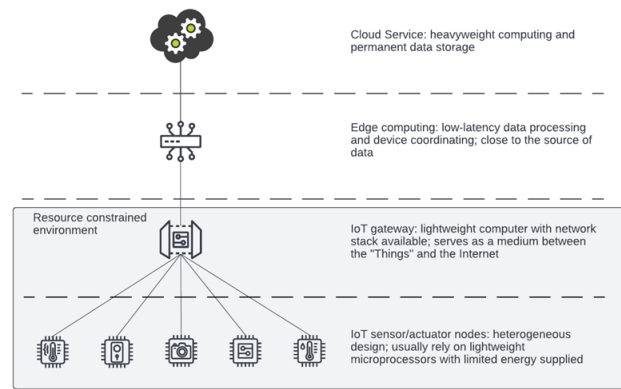 Cloud Service: heavyweight computing and
permanent data storage
Edge computing: low-latency data processing
and device coordinating; close to the source of
data
Resource constrained
environment
IoT gateway: lightweight computer with network
stack available; serves as a medium between
the "Things" and the Internet
IoT sensor/actuator nodes: heterogeneous
design; usually rely on lightweight
microprocessors with limited energy supplied